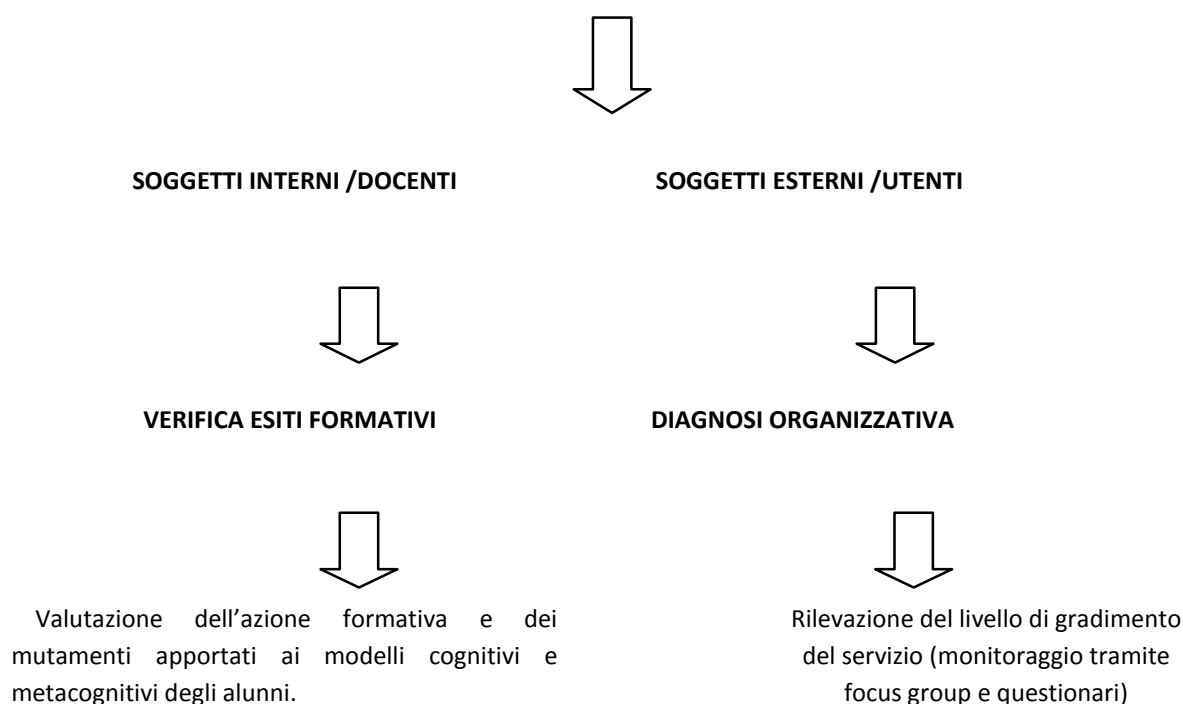 SOGGETTI INTERNI /DOCENTI
SOGGETTI ESTERNI /UTENTI
VERIFICA ESITI FORMATIVI
DIAGNOSI ORGANIZZATIVA
Valutazione dell’azione formativa e dei
mutamenti apportati ai modelli cognitivi e
metacognitivi degli alunni.
Rilevazione del livello di gradimento
del servizio (monitoraggio tramite
focus group e questionari)